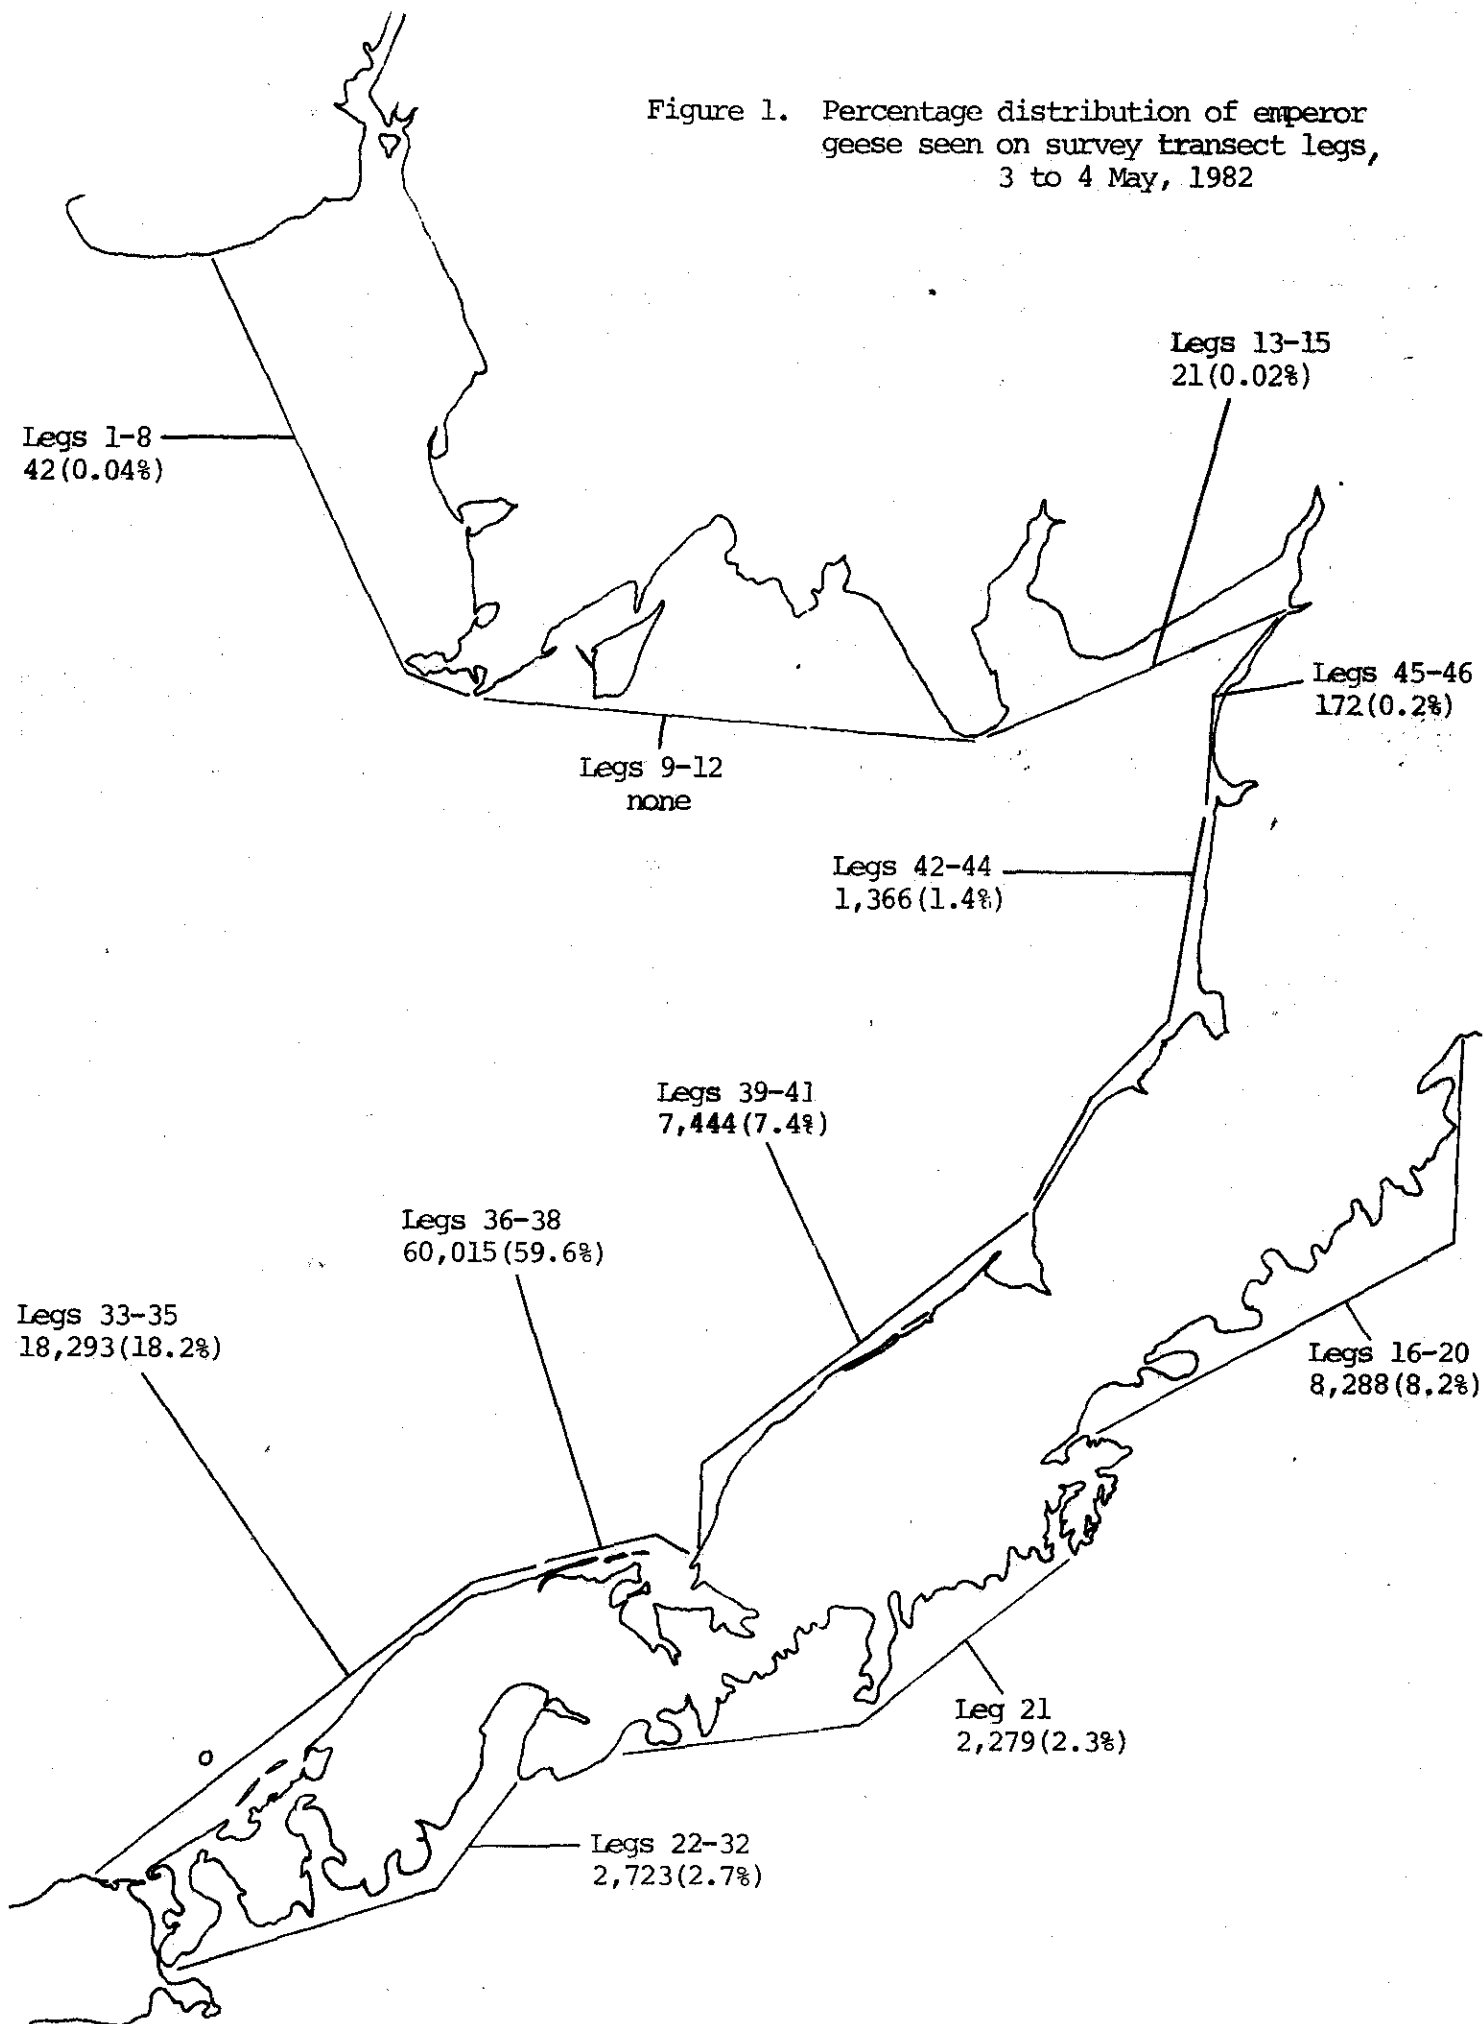 Figure 1. Percentage distribution of emperor
geese seen on survey transect legs,
3 to 4 May, 1982
Legs 13-15
21(0.02%)
Legs 1-8
42(0.04%)
Legs 45-46
172(0.2%)
Legs 9-12
none
Legs 42-44
1,366(1.4%)
Legs 39-41
7,444(7.4%)
Legs 36-38
60,015(59.6%)
Legs 33-35
18,293(18.2%)
Legs 16-20
8,288(8.2%)
Leg 21
2,279(2.3%)
Legs 22-32
2,723(2.7%)